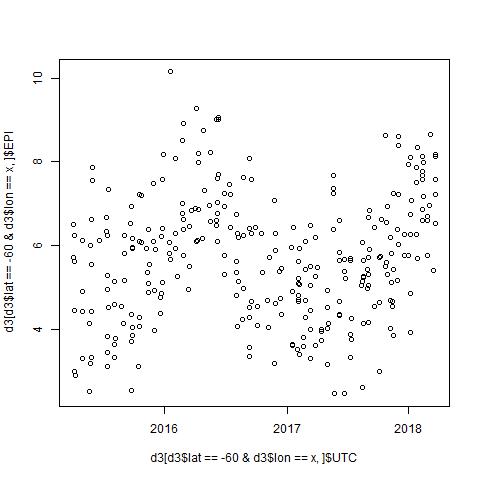 d3[d3$lat == -60 & d3$lon == x, ]$EPI
10
8
6
4
2016 2017 2018
d3[d3$lat == -60 & d3$lon == x, ]$UTC